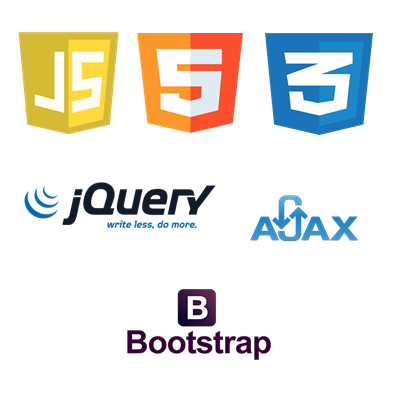 JS 5 3
jQuery
write less, do more.
AJAX
B
Bootstrap